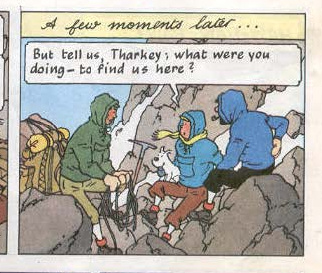 A few moments later...
But tell us, Tharkey; what were you
doing - to find us here?